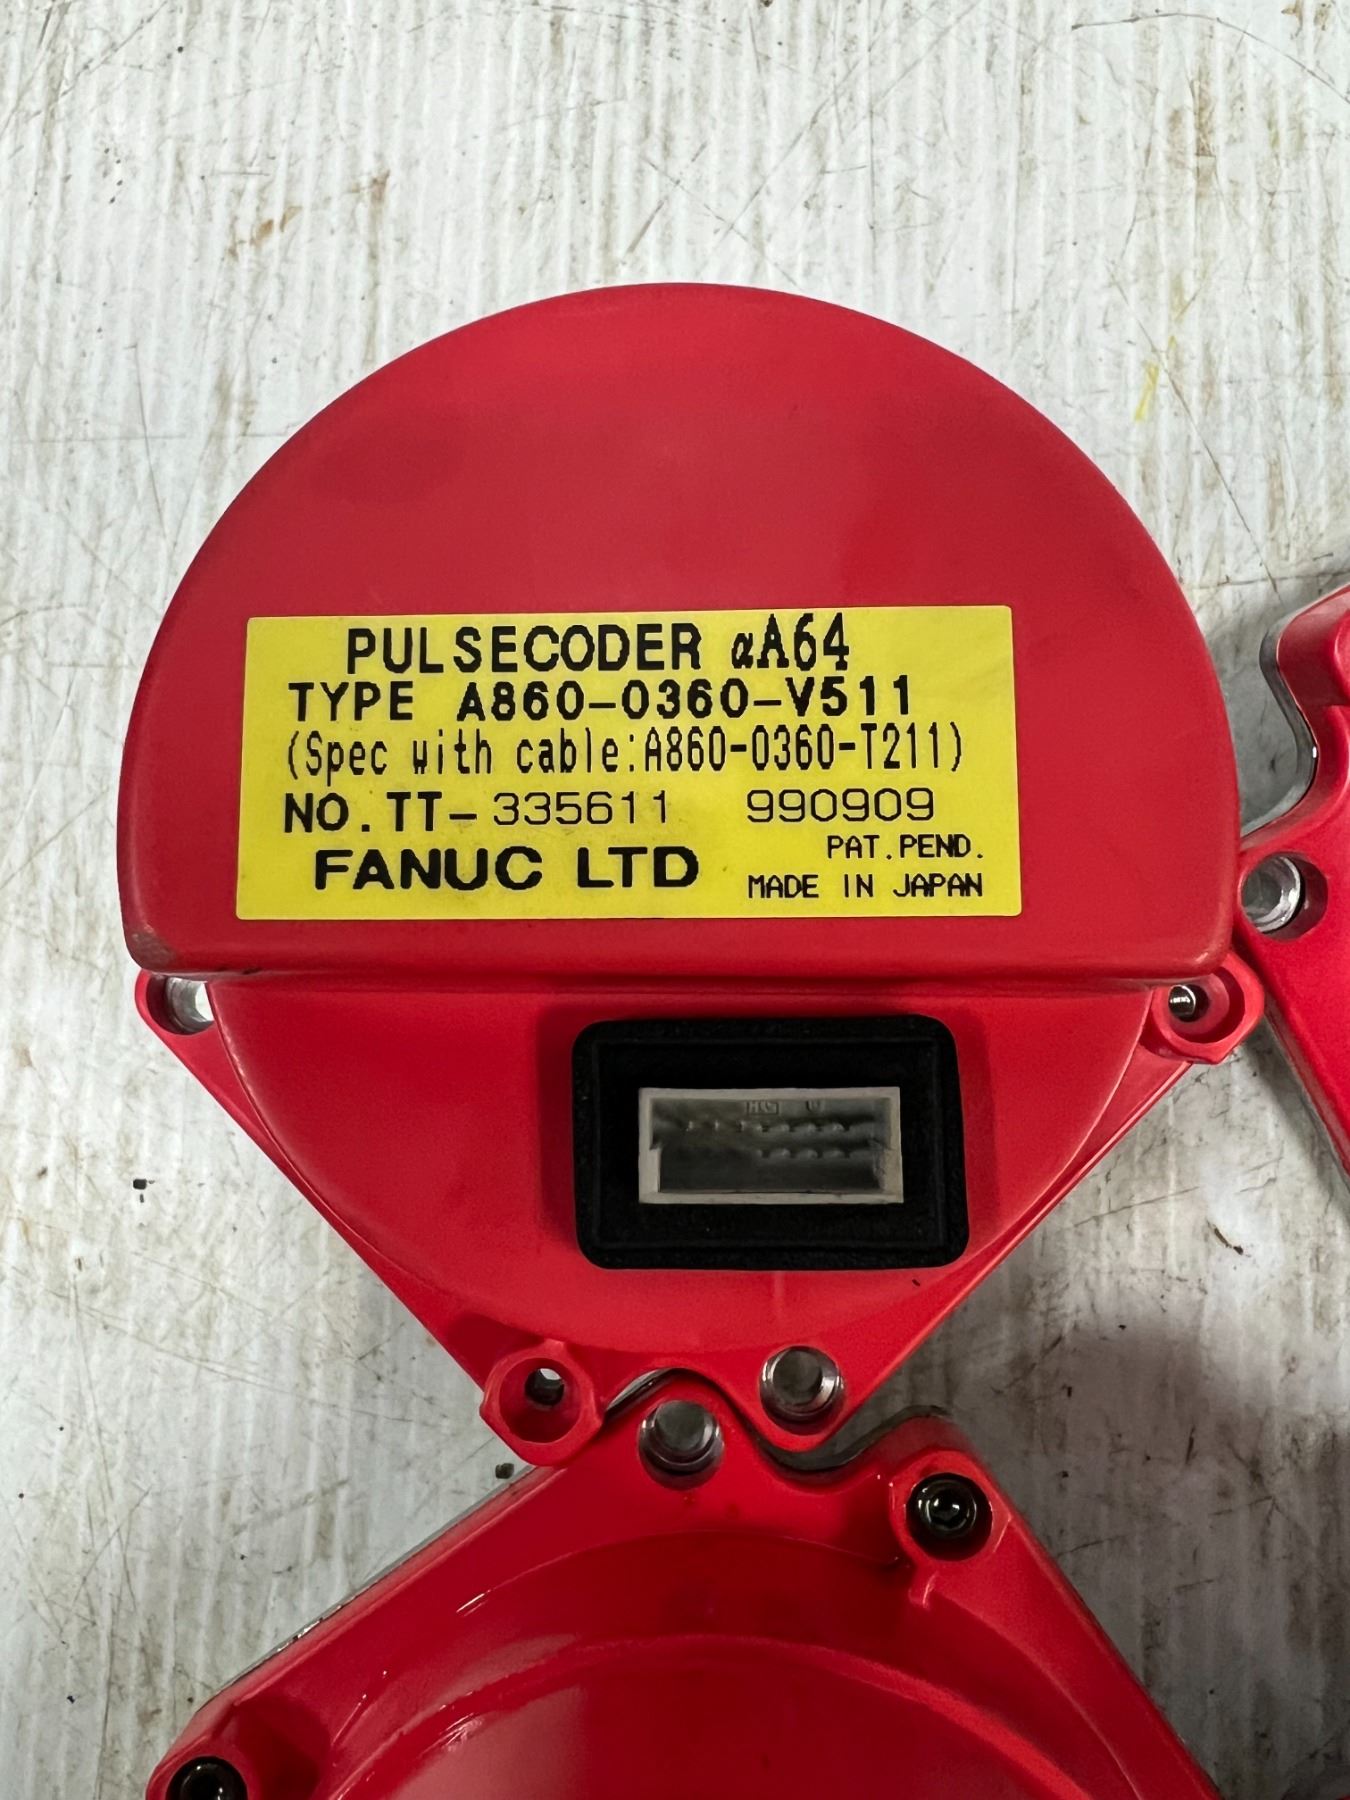 PULSECODER αA64
TYPE A860-0360-V511
(Spec with cable:A860-0360-T211)
NO.TT-335611 990909
PAT.PEND.
FANUC LTD
MADE IN JAPAN